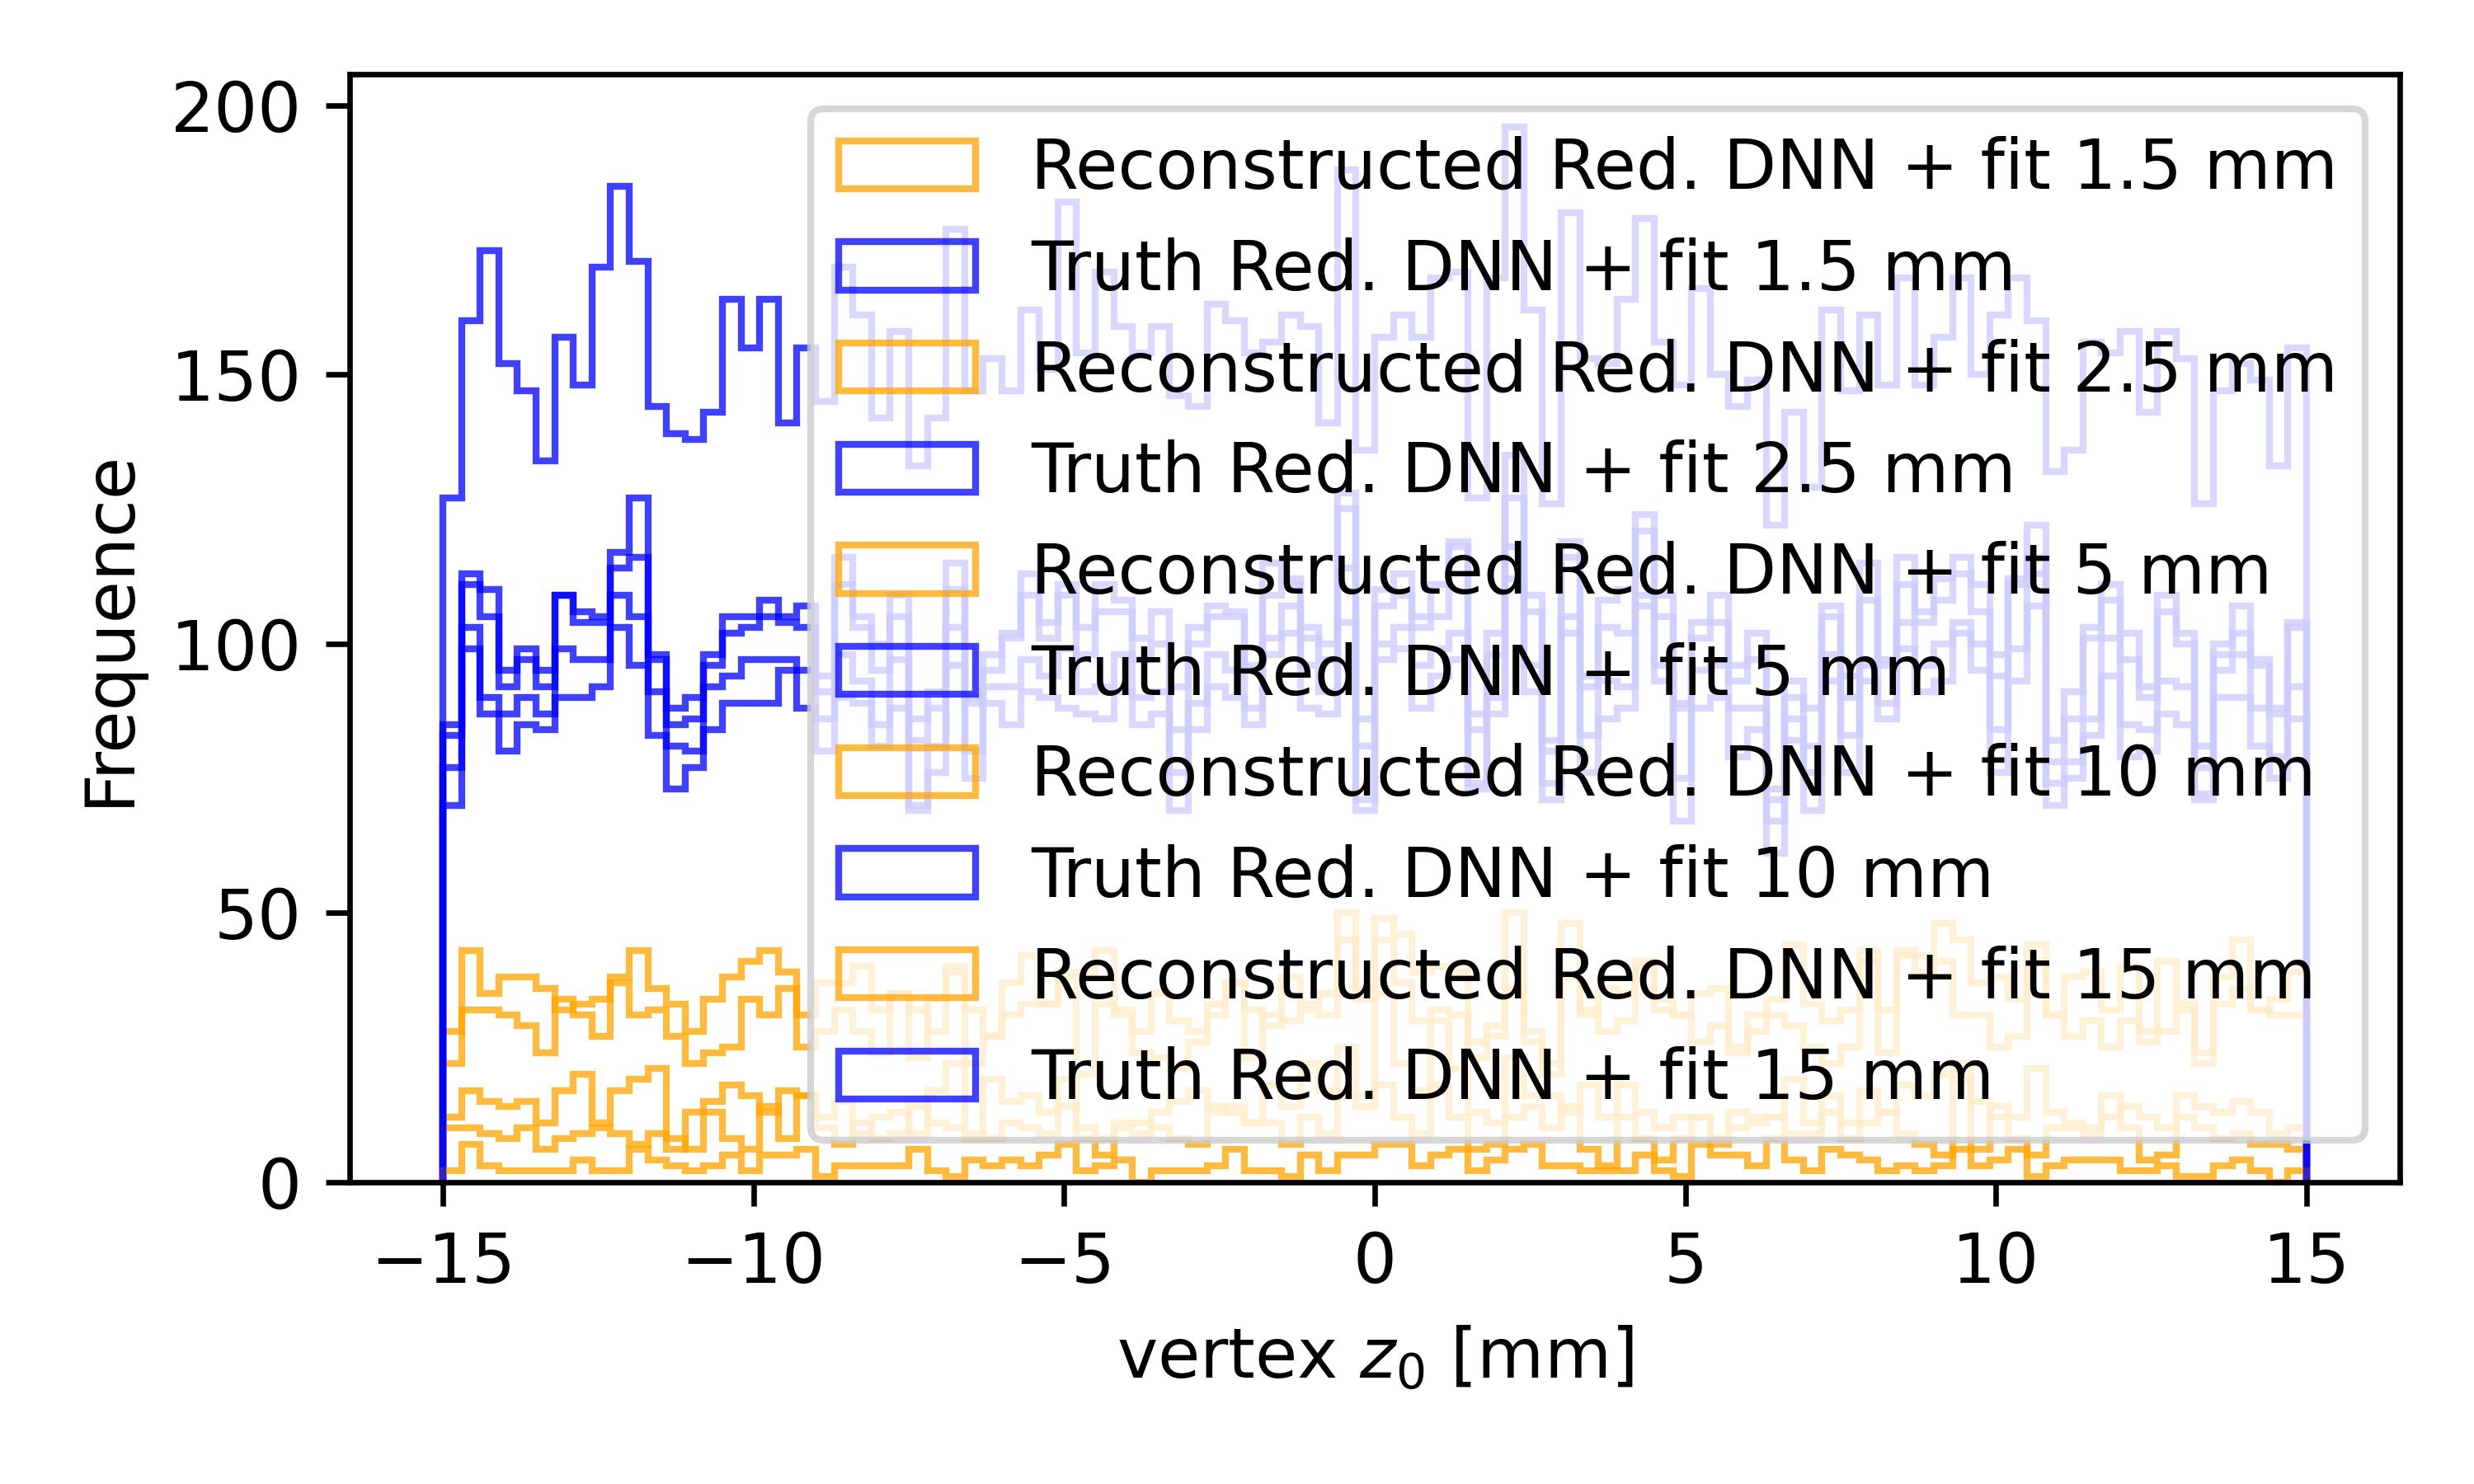 200
150
100
50
0
Frequence
Reconstructed Red. DNN + fit 1.5 mm
Truth Red. DNN + fit 1.5 mm
Reconstructed Red. DNN + fit 2.5 mm
Truth Red. DNN + fit 2.5 mm
Reconstructed Red. DNN + fit 5 mm
Truth Red. DNN + fit 5 mm
Reconstructed Red. DNN + fit 10 mm
Truth Red. DNN + fit 10 mm
Reconstructed Red. DNN + fit 15 mm
Truth Red. DNN + fit 15 mm
−15 −10 −5 0 5 10 15
vertex z₀ [mm]